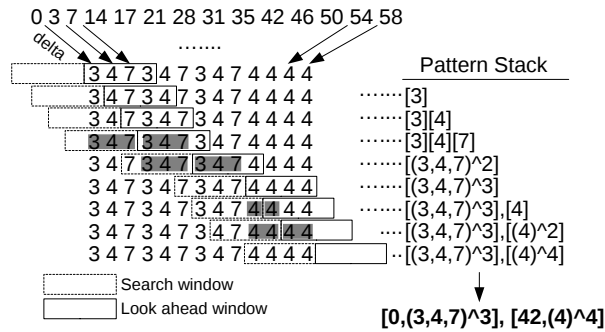 0 3 7 14 17 21 28 31 35 42 46 50 54 58
delta
.......
Pattern Stack
3 4 7 3 4 7 3 4 7 4 4 4 4
3 4 7 3 4 7 3 4 7 4 4 4 4 .......[3]
3 4 7 3 4 7 3 4 7 4 4 4 4 .......[3][4]
3 4 7 3 4 7 3 4 7 4 4 4 4 .......[3][4][7]
3 4 7 3 4 7 3 4 7 4 4 4 4 .......[(3,4,7)^2]
3 4 7 3 4 7 3 4 7 4 4 4 4 .......[(3,4,7)^3]
3 4 7 3 4 7 3 4 7 4 4 4 4 .......[(3,4,7)^3],[4]
3 4 7 3 4 7 3 4 7 4 4 4 4 ....[(3,4,7)^3],[(4)^2]
3 4 7 3 4 7 3 4 7 4 4 4 4 ..[(3,4,7)^3],[(4)^4]
Search window
Look ahead window
[0,(3,4,7)^3], [42,(4)^4]